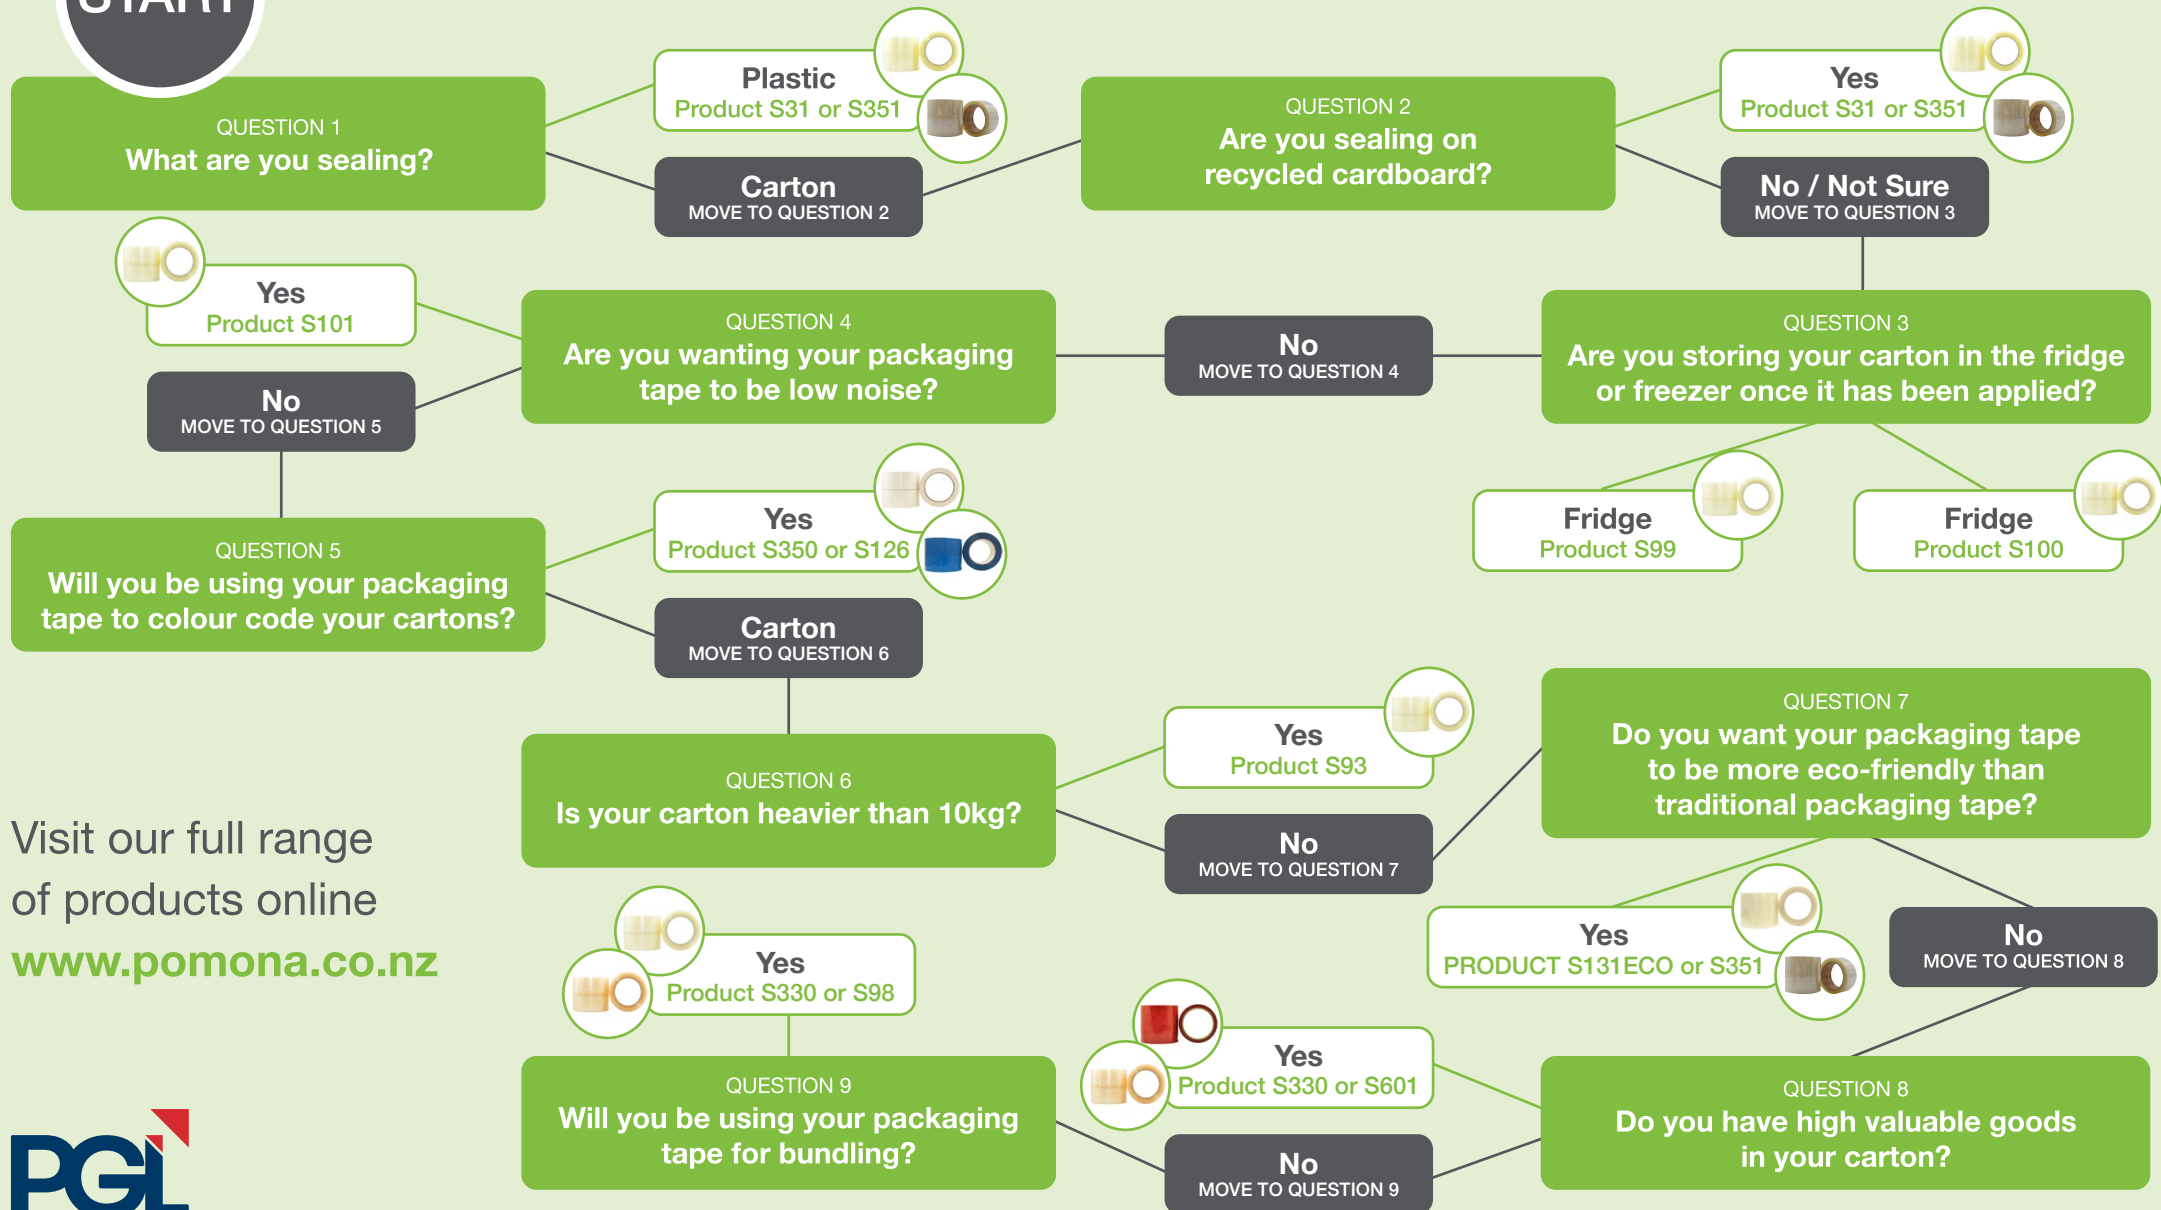 START
QUESTION 1
What are you sealing?
Plastic
Product S31 or S351
Carton
MOVE TO QUESTION 2
QUESTION 2
Are you sealing on
recycled cardboard?
Yes
Product S31 or S351
No / Not Sure
MOVE TO QUESTION 3
QUESTION 3
Are you storing your carton in the fridge
or freezer once it has been applied?
Fridge
Product S99
Fridge
Product S100
No
MOVE TO QUESTION 4
QUESTION 4
Are you wanting your packaging
tape to be low noise?
Yes
Product S101
No
MOVE TO QUESTION 5
QUESTION 5
Will you be using your packaging
tape to colour code your cartons?
Yes
Product S350 or S126
Carton
MOVE TO QUESTION 6
QUESTION 6
Is your carton heavier than 10kg?
Yes
Product S93
No
MOVE TO QUESTION 7
QUESTION 7
Do you want your packaging tape
to be more eco-friendly than
traditional packaging tape?
Yes
PRODUCT S131ECO or S351
No
MOVE TO QUESTION 8
QUESTION 8
Do you have high valuable goods
in your carton?
Yes
Product S330 or S601
No
MOVE TO QUESTION 9
QUESTION 9
Will you be using your packaging
tape for bundling?
Yes
Product S330 or S98
Visit our full range
of products online
www.pomona.co.nz
PGL